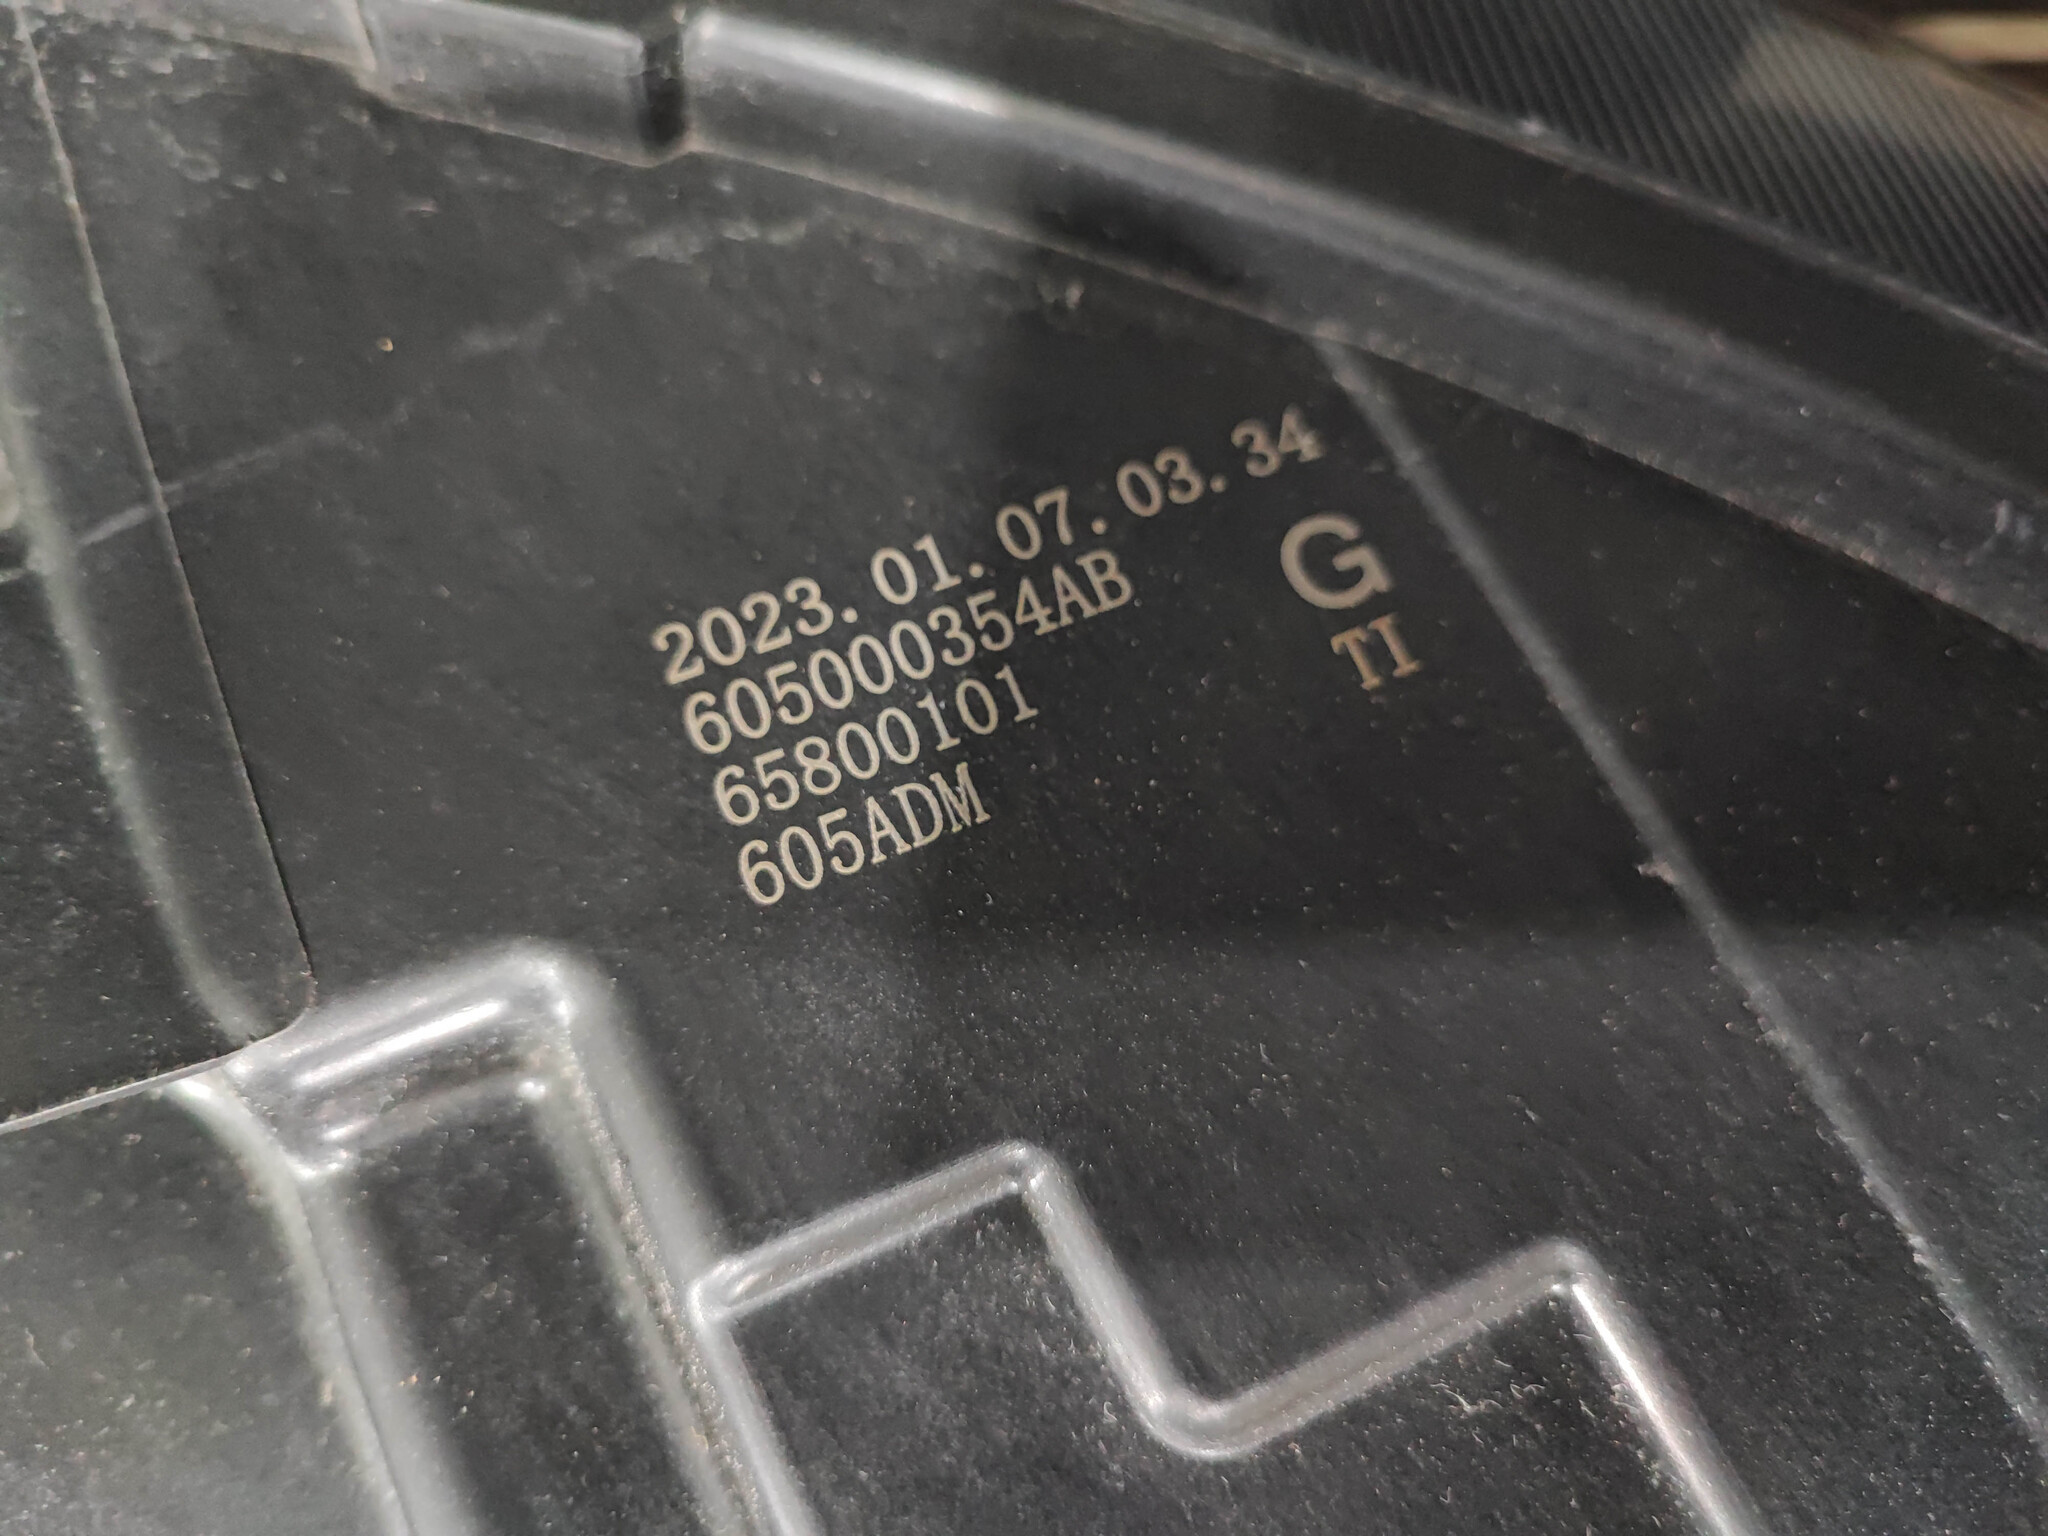 2023. 01. 07. 03. 34
605000354AB
65800101
605ADM
G
TI